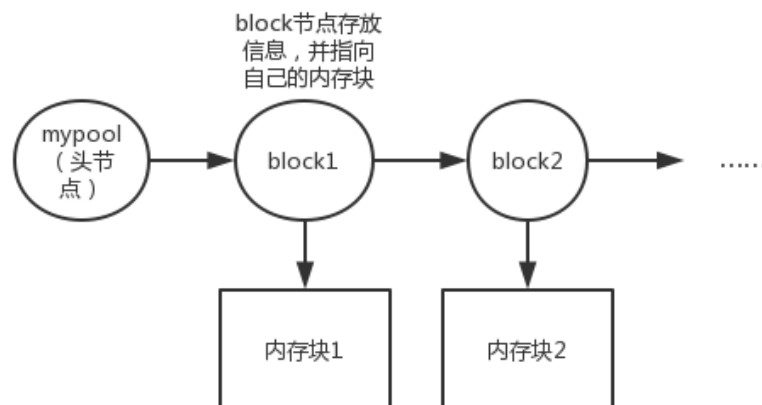 block节点存放
信息，并指向
自己的内存块
mypool
（头节
点）
block1
block2
……
内存块1
内存块2